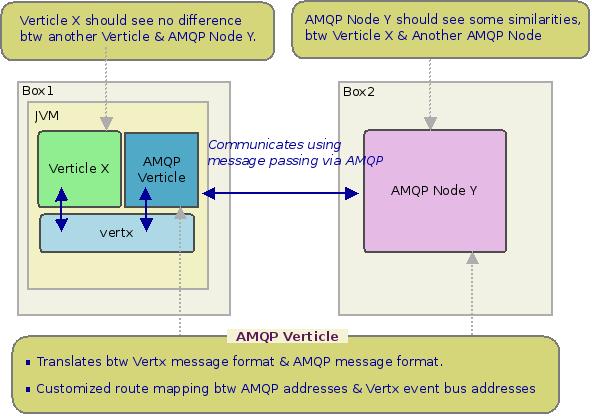 Verticle X should see no difference
btw another Verticle & AMQP Node Y.
AMQP Node Y should see some similarities,
btw Verticle X & Another AMQP Node
Box1
JVM
Verticle X
AMQP
Verticle
vertx
Communicates using
message passing via AMQP
Box2
AMQP Node Y
AMQP Verticle
▪ Translates btw Vertx message format & AMQP message format.
▪ Customized route mapping btw AMQP addresses & Vertx event bus addresses